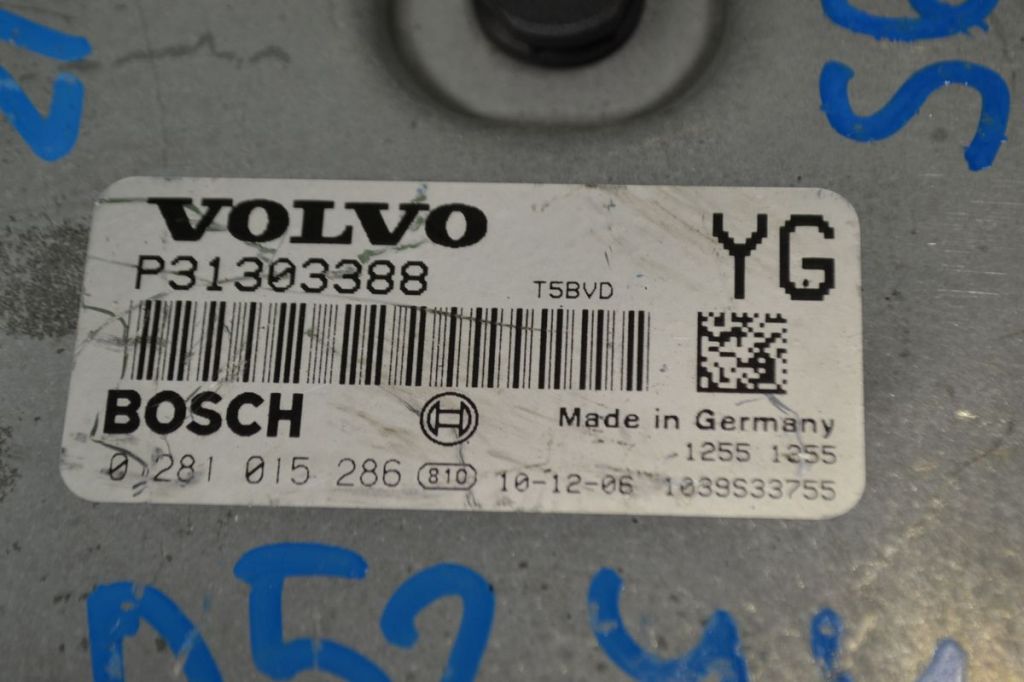 VOLVO
P31303388
T5BVD
YG
BOSCH
Made in Germany
1255 1255
0 281 015 286 810 10-12-06 1039S33755